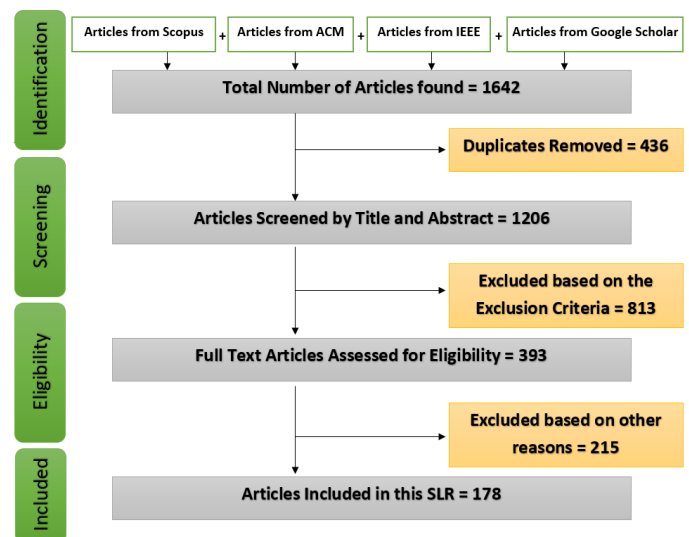 Identification
Articles from Scopus + Articles from ACM + Articles from IEEE + Articles from Google Scholar
Total Number of Articles found = 1642
Duplicates Removed = 436
Screening
Articles Screened by Title and Abstract = 1206
Excluded based on the
Exclusion Criteria = 813
Eligibility
Full Text Articles Assessed for Eligibility = 393
Excluded based on other
reasons = 215
Included
Articles Included in this SLR = 178